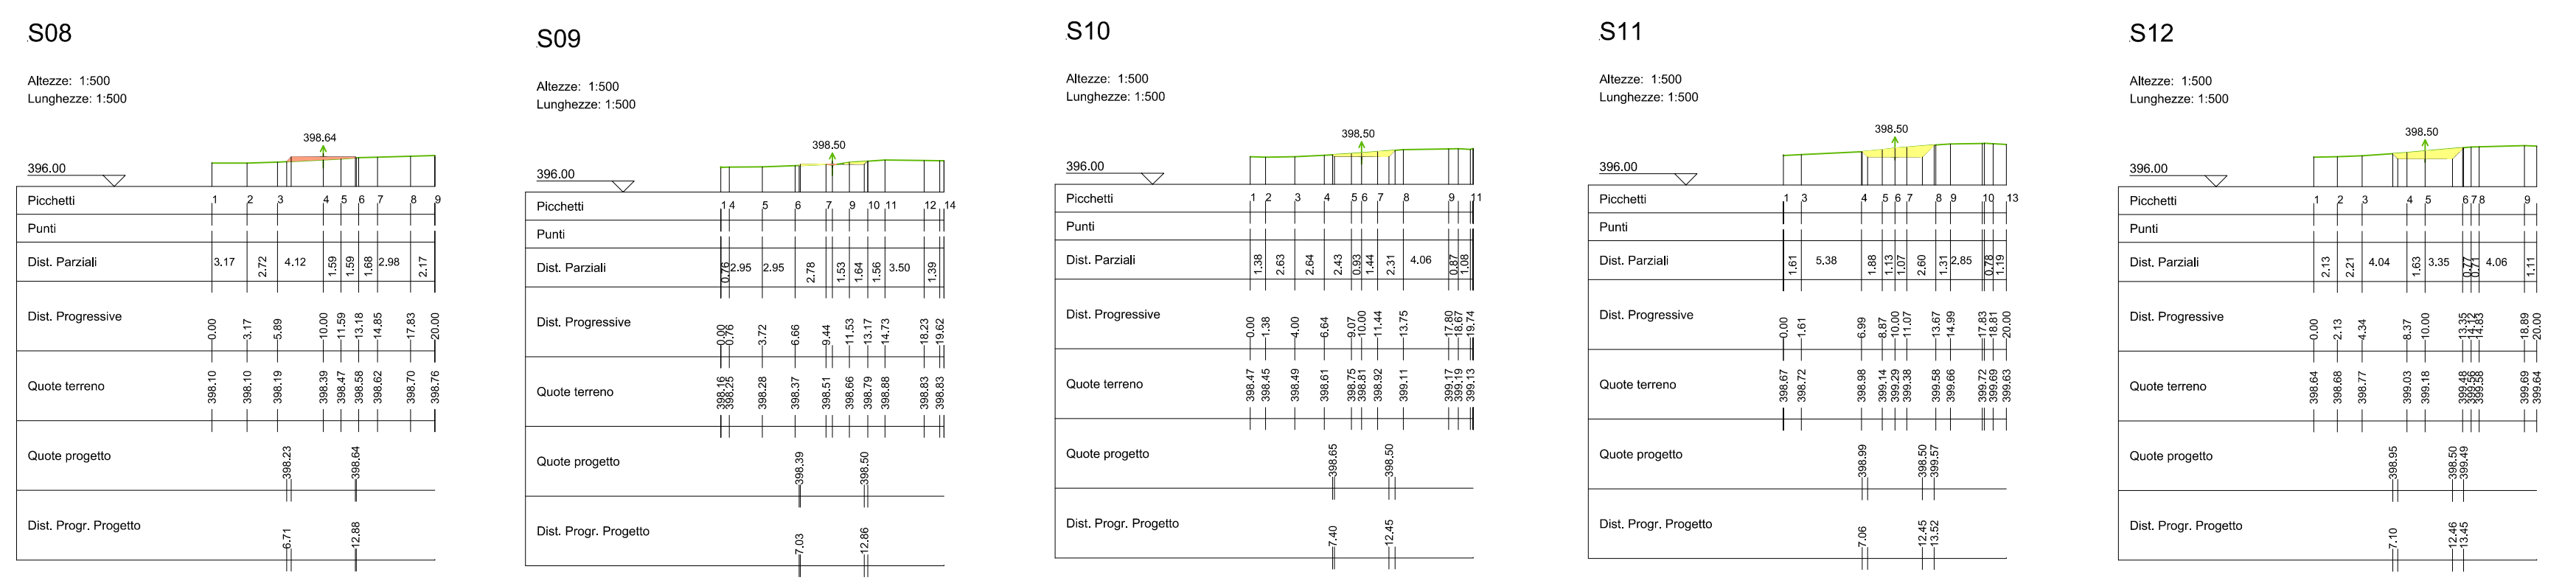 S08
Altezze: 1:500
Lunghezze: 1:500
398.64
396.00
Picchetti 1 2 3 4 5 6 7 8 9
Punti
Dist. Parziali 3.17 2.72 4.12 1.59 1.59 1.68 2.98 2.17
Dist. Progressive 0.00 3.17 5.89 10.00 11.59 13.18 14.85 17.83 20.00
Quote terreno 398.10 398.10 398.19 398.39 398.47 398.58 398.62 398.70 398.76
Quote progetto 398.23 398.64
Dist. Progr. Progetto 6.71 12.88
S09
Altezze: 1:500
Lunghezze: 1:500
398.50
396.00
Picchetti 1 4 5 6 7 9 10 11 12 14
Punti
Dist. Parziali 0.76 2.95 2.95 2.78 1.53 1.64 1.56 3.50 1.39
Dist. Progressive 0.00 0.76 3.72 6.66 9.44 11.53 13.17 14.73 18.23 19.62
Quote terreno 398.16 398.25 398.28 398.37 398.51 398.66 398.79 398.88 398.83 398.83
Quote progetto 398.39 398.50
Dist. Progr. Progetto 7.03 12.86
S10
Altezze: 1:500
Lunghezze: 1:500
398.50
396.00
Picchetti 1 2 3 4 5 6 7 8 9 11
Punti
Dist. Parziali 1.38 2.63 2.64 2.43 0.93 1.44 2.31 4.06 0.87 1.08
Dist. Progressive 0.00 1.38 4.00 6.64 9.07 10.00 11.44 13.75 17.80 18.67 19.74
Quote terreno 398.47 398.45 398.49 398.61 398.75 398.81 398.92 399.11 399.17 399.19 399.13
Quote progetto 398.65 398.50
Dist. Progr. Progetto 7.40 12.45
S11
Altezze: 1:500
Lunghezze: 1:500
398.50
396.00
Picchetti 1 3 4 5 6 7 8 9 10 13
Punti
Dist. Parziali 1.61 5.38 1.88 1.13 1.07 2.60 1.31 2.85 0.78 1.19
Dist. Progressive 0.00 1.61 6.99 8.87 10.00 11.07 13.67 14.99 17.83 18.81 20.00
Quote terreno 398.67 398.72 398.98 399.14 399.29 399.38 399.58 399.66 399.72 399.69 399.63
Quote progetto 398.99 398.50 399.57
Dist. Progr. Progetto 7.06 12.45 13.52
S12
Altezze: 1:500
Lunghezze: 1:500
398.50
396.00
Picchetti 1 2 3 4 5 6 7 8 9
Punti
Dist. Parziali 2.13 2.21 4.04 1.63 3.35 0.77 0.71 4.06 1.11
Dist. Progressive 0.00 2.13 4.34 8.37 10.00 13.35 14.83 18.89 20.00
Quote terreno 398.64 398.68 398.77 399.03 399.18 399.48 399.58 399.69 399.64
Quote progetto 398.95 398.50 399.49
Dist. Progr. Progetto 7.10 12.46 13.45